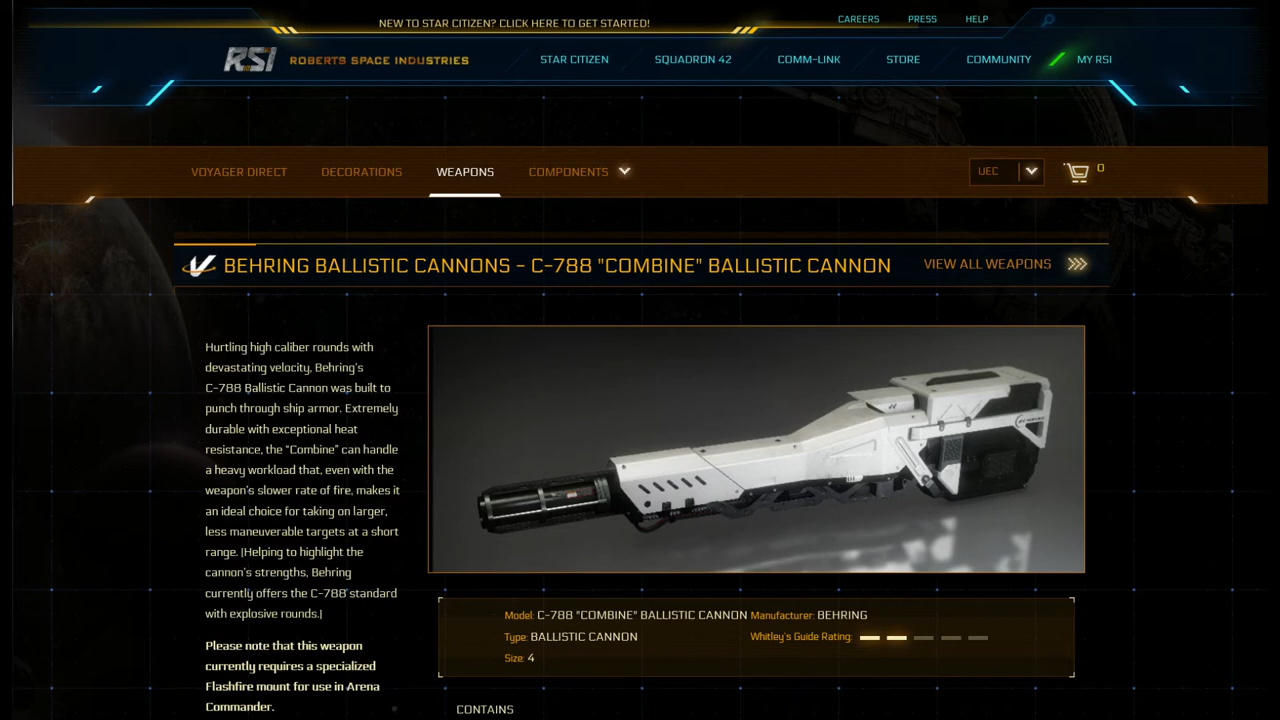 NEW TO STAR CITIZEN? CLICK HERE TO GET STARTED!
CAREERS PRESS HELP
RSI ROBERTS SPACE INDUSTRIES
STAR CITIZEN SQUADRON 42 COMM-LINK STORE COMMUNITY MY RSI
VOYAGER DIRECT DECORATIONS WEAPONS COMPONENTS UEC 0
BEHRING BALLISTIC CANNONS - C-788 "COMBINE" BALLISTIC CANNON VIEW ALL WEAPONS
Hurtling high caliber rounds with
devastating velocity, Behring's
C-788 Ballistic Cannon was built to
punch through ship armor. Extremely
durable with exceptional heat
resistance, the "Combine" can handle
a heavy workload that, even with the
weapon's slower rate of fire, makes it
an ideal choice for taking on larger,
less maneuverable targets at a short
range. [Helping to highlight the
cannon's strengths, Behring
currently offers the C-788 standard
with explosive rounds.]
Please note that this weapon
currently requires a specialized
Flashfire mount for use in Arena
Commander.
BEHRING
Model: C-788 "COMBINE" BALLISTIC CANNON Manufacturer: BEHRING
Type: BALLISTIC CANNON Whitley's Guide Rating:
Size: 4
CONTAINS